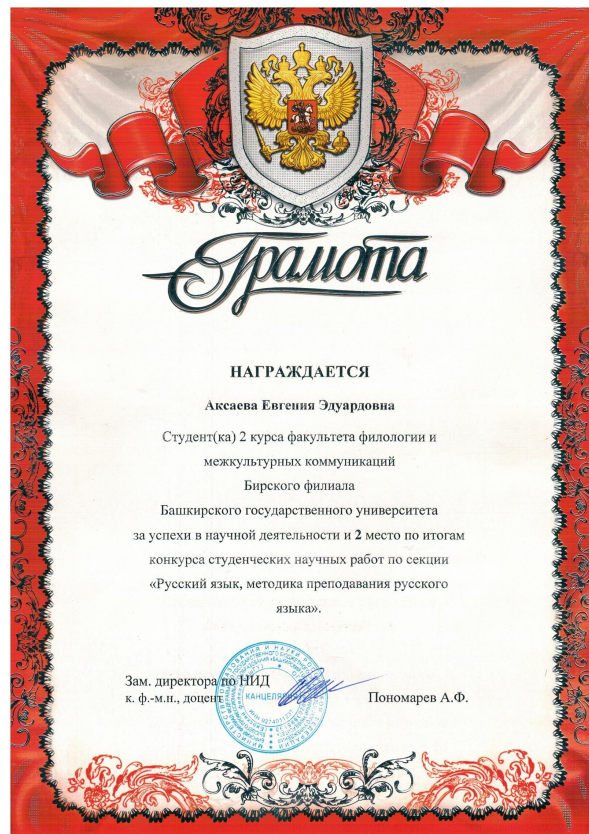 Грамота
НАГРАЖДАЕТСЯ
Аксаева Евгения Эдуардовна
Студент(ка) 2 курса факультета филологии и
межкультурных коммуникаций
Бирского филиала
Башкирского государственного университета
за успехи в научной деятельности и 2 место по итогам
конкурса студенческих научных работ по секции
«Русский язык, методика преподавания русского
языка».
Зам. директора по НИД
к. ф.-м.н., доцент
Пономарев А.Ф.